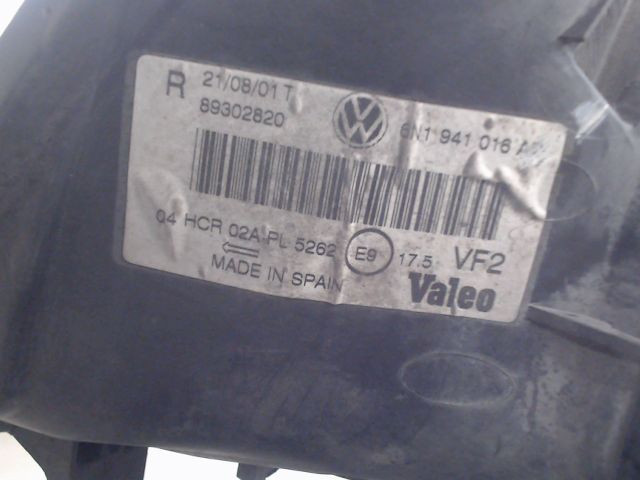 R 21/08/01 T
89302820
6N1 941 016
04 HCR 02A PL 5262 E9 17.5 VF2
MADE IN SPAIN
Valeo